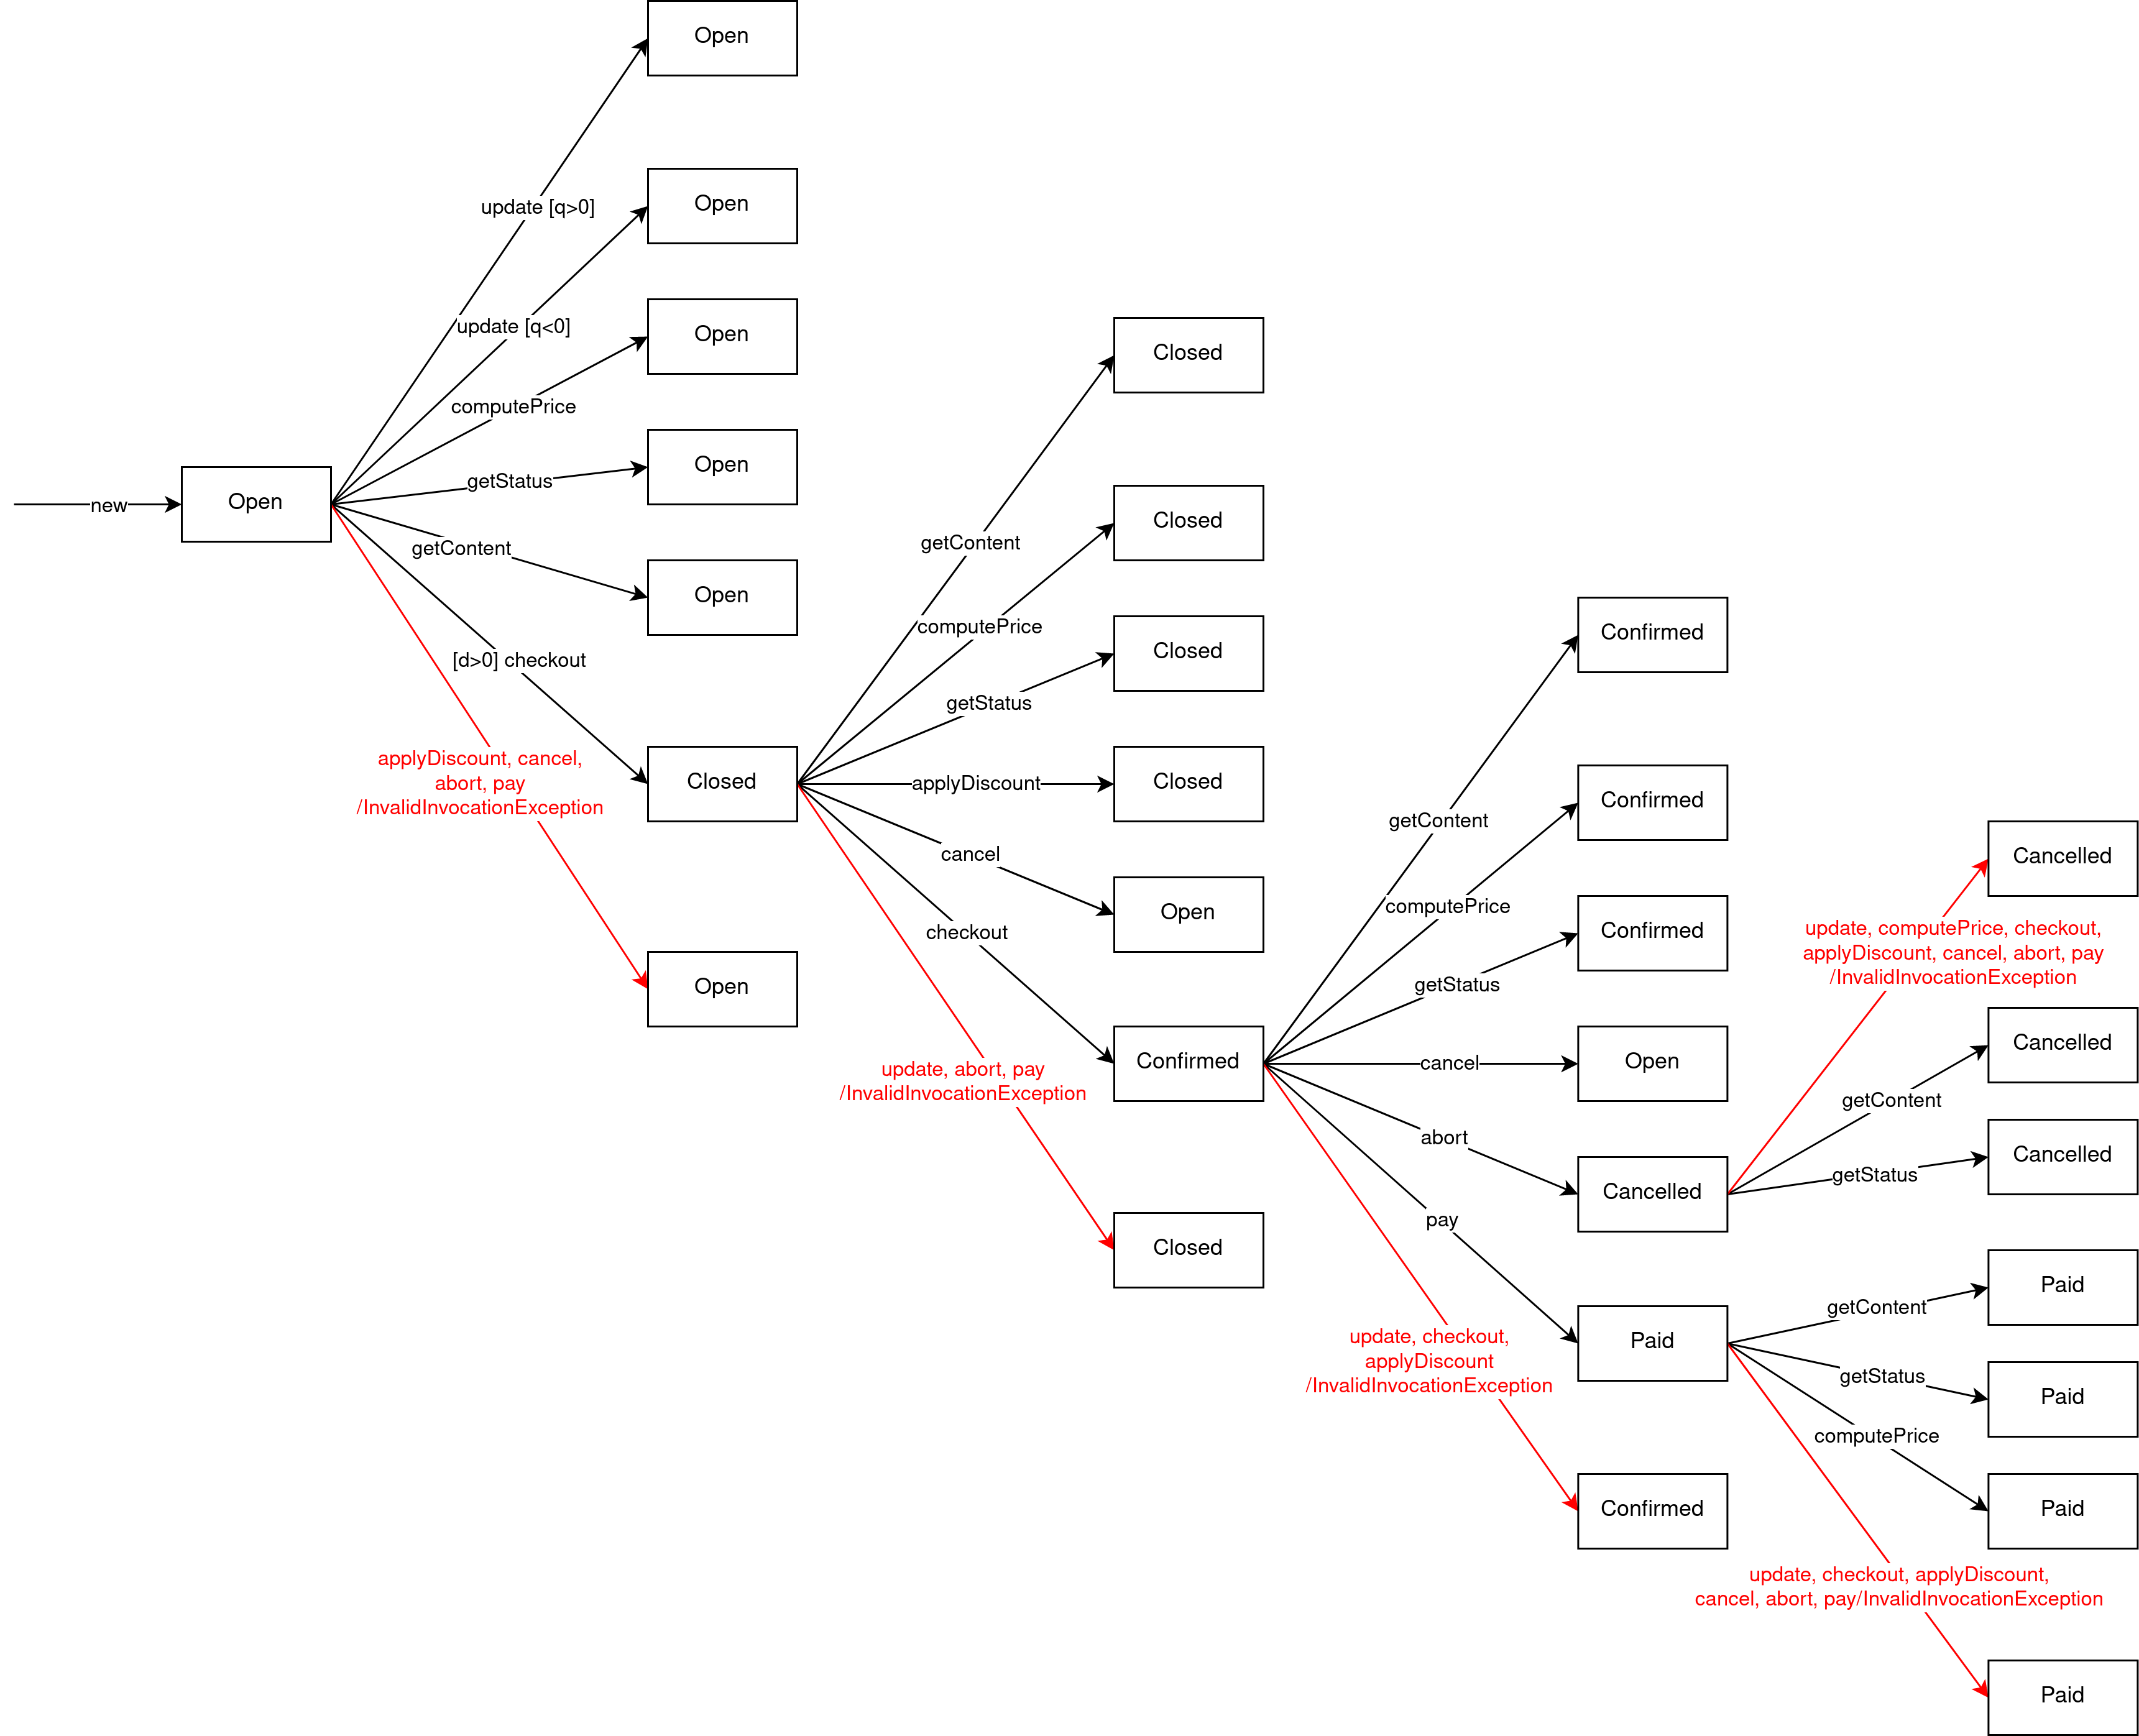 Open
update [q>0]
Open
update [q<0]
Open
computePrice
Open
getStatus
new
Open
getContent
Open
[d>0] checkout
Closed
applyDiscount, cancel,
abort, pay
/InvalidInvocationException
Open
Closed
getContent
Closed
computePrice
Closed
getStatus
applyDiscount
Closed
cancel
Open
checkout
Confirmed
update, abort, pay
/InvalidInvocationException
Closed
Confirmed
getContent
Confirmed
computePrice
Confirmed
getStatus
cancel
Open
abort
Cancelled
pay
Paid
update, checkout,
applyDiscount
/InvalidInvocationException
Confirmed
Cancelled
update, computePrice, checkout,
applyDiscount, cancel, abort, pay
/InvalidInvocationException
Cancelled
getContent
Cancelled
getStatus
Paid
getContent
getStatus
Paid
computePrice
Paid
update, checkout, applyDiscount,
cancel, abort, pay/InvalidInvocationException
Paid